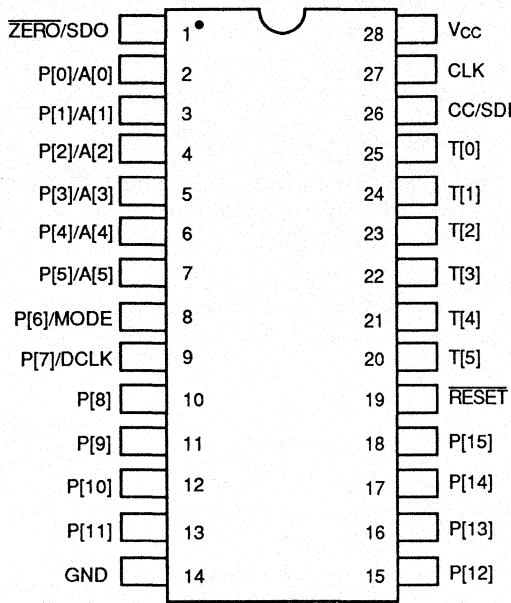 Z̅E̅R̅O̅/SDO 1 28 VCC
P[0]/A[0] 2 27 CLK
P[1]/A[1] 3 26 CC/SDI
P[2]/A[2] 4 25 T[0]
P[3]/A[3] 5 24 T[1]
P[4]/A[4] 6 23 T[2]
P[5]/A[5] 7 22 T[3]
P[6]/MODE 8 21 T[4]
P[7]/DCLK 9 20 T[5]
P[8] 10 19 R̅E̅S̅E̅T̅
P[9] 11 18 P[15]
P[10] 12 17 P[14]
P[11] 13 16 P[13]
GND 14 15 P[12]